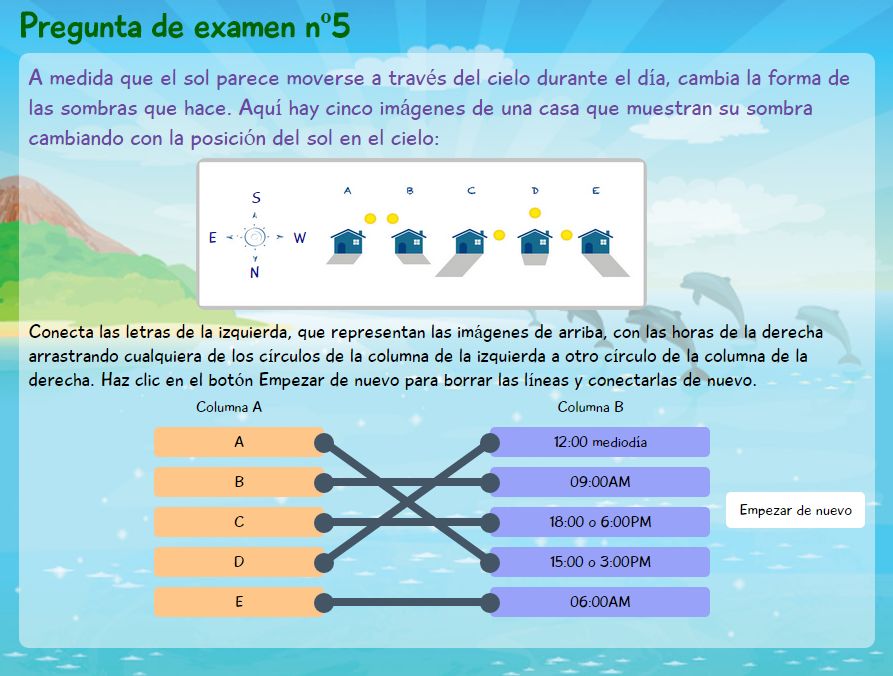 Pregunta de examen nº5
A medida que el sol parece moverse a través del cielo durante el día, cambia la forma de
las sombras que hace. Aquí hay cinco imágenes de una casa que muestran su sombra
cambiando con la posición del sol en el cielo:
S
E W
N
A B C D E
Conecta las letras de la izquierda, que representan las imágenes de arriba, con las horas de la derecha
arrastrando cualquiera de los círculos de la columna de la izquierda a otro círculo de la columna de la
derecha. Haz clic en el botón Empezar de nuevo para borrar las líneas y conectarlas de nuevo.
Columna A Columna B
A 12:00 mediodía
B 09:00AM
C 18:00 o 6:00PM
D 15:00 o 3:00PM
E 06:00AM
Empezar de nuevo